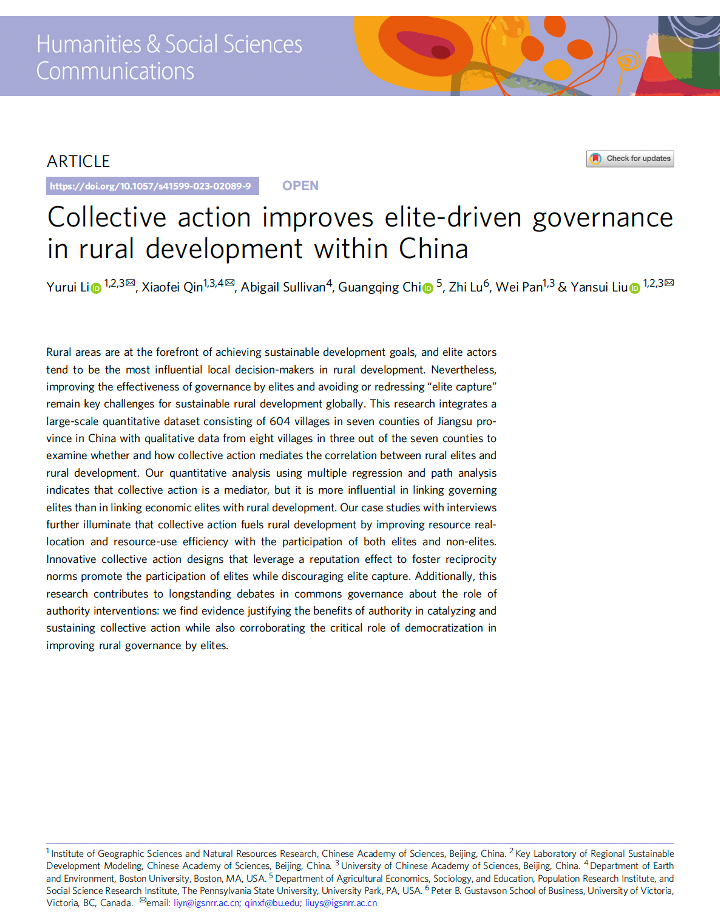 Humanities & Social Sciences
Communications
ARTICLE
Check for updates
https://doi.org/10.1057/s41599-023-02089-9 OPEN
Collective action improves elite-driven governance
in rural development within China
Yurui Li 1,2,3✉, Xiaofei Qin1,3,4✉, Abigail Sullivan4, Guangqing Chi 5, Zhi Lu6, Wei Pan1,3 & Yansui Liu 1,2,3✉
Rural areas are at the forefront of achieving sustainable development goals, and elite actors
tend to be the most influential local decision-makers in rural development. Nevertheless,
improving the effectiveness of governance by elites and avoiding or redressing “elite capture”
remain key challenges for sustainable rural development globally. This research integrates a
large-scale quantitative dataset consisting of 604 villages in seven counties of Jiangsu pro-
vince in China with qualitative data from eight villages in three out of the seven counties to
examine whether and how collective action mediates the correlation between rural elites and
rural development. Our quantitative analysis using multiple regression and path analysis
indicates that collective action is a mediator, but it is more influential in linking governing
elites than in linking economic elites with rural development. Our case studies with interviews
further illuminate that collective action fuels rural development by improving resource real-
location and resource-use efficiency with the participation of both elites and non-elites.
Innovative collective action designs that leverage a reputation effect to foster reciprocity
norms promote the participation of elites while discouraging elite capture. Additionally, this
research contributes to longstanding debates in commons governance about the role of
authority interventions: we find evidence justifying the benefits of authority in catalyzing and
sustaining collective action while also corroborating the critical role of democratization in
improving rural governance by elites.
1 Institute of Geographic Sciences and Natural Resources Research, Chinese Academy of Sciences, Beijing, China. 2 Key Laboratory of Regional Sustainable
Development Modeling, Chinese Academy of Sciences, Beijing, China. 3 University of Chinese Academy of Sciences, Beijing, China. 4 Department of Earth
and Environment, Boston University, Boston, MA, USA. 5 Department of Agricultural Economics, Sociology, and Education, Population Research Institute, and
Social Science Research Institute, The Pennsylvania State University, University Park, PA, USA. 6 Peter B. Gustavson School of Business, University of Victoria,
Victoria, BC, Canada. ✉email: liyr@igsnrr.ac.cn; qinxf@bu.edu; liuys@igsnrr.ac.cn